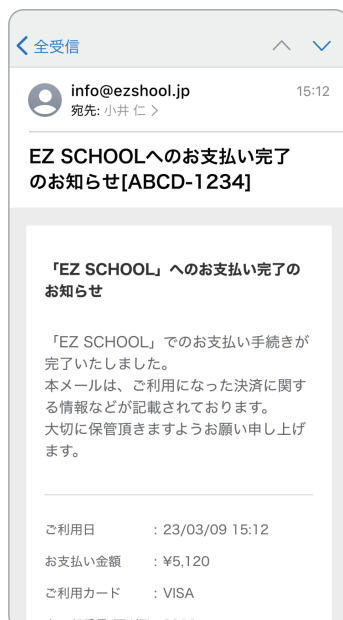 全受信
info@ezshool.jp
15:12
宛先: 小井 仁
EZ SCHOOLへのお支払い完了
のお知らせ[ABCD-1234]
「EZ SCHOOL」へのお支払い完了の
お知らせ
「EZ SCHOOL」でのお支払い手続きが
完了いたしました。
本メールは、ご利用になった決済に関す
る情報などが記載されております。
大切に保管頂きますようお願い申し上げ
ます。
ご利用日 : 23/03/09 15:12
お支払い金額 : ¥5,120
ご利用カード : VISA